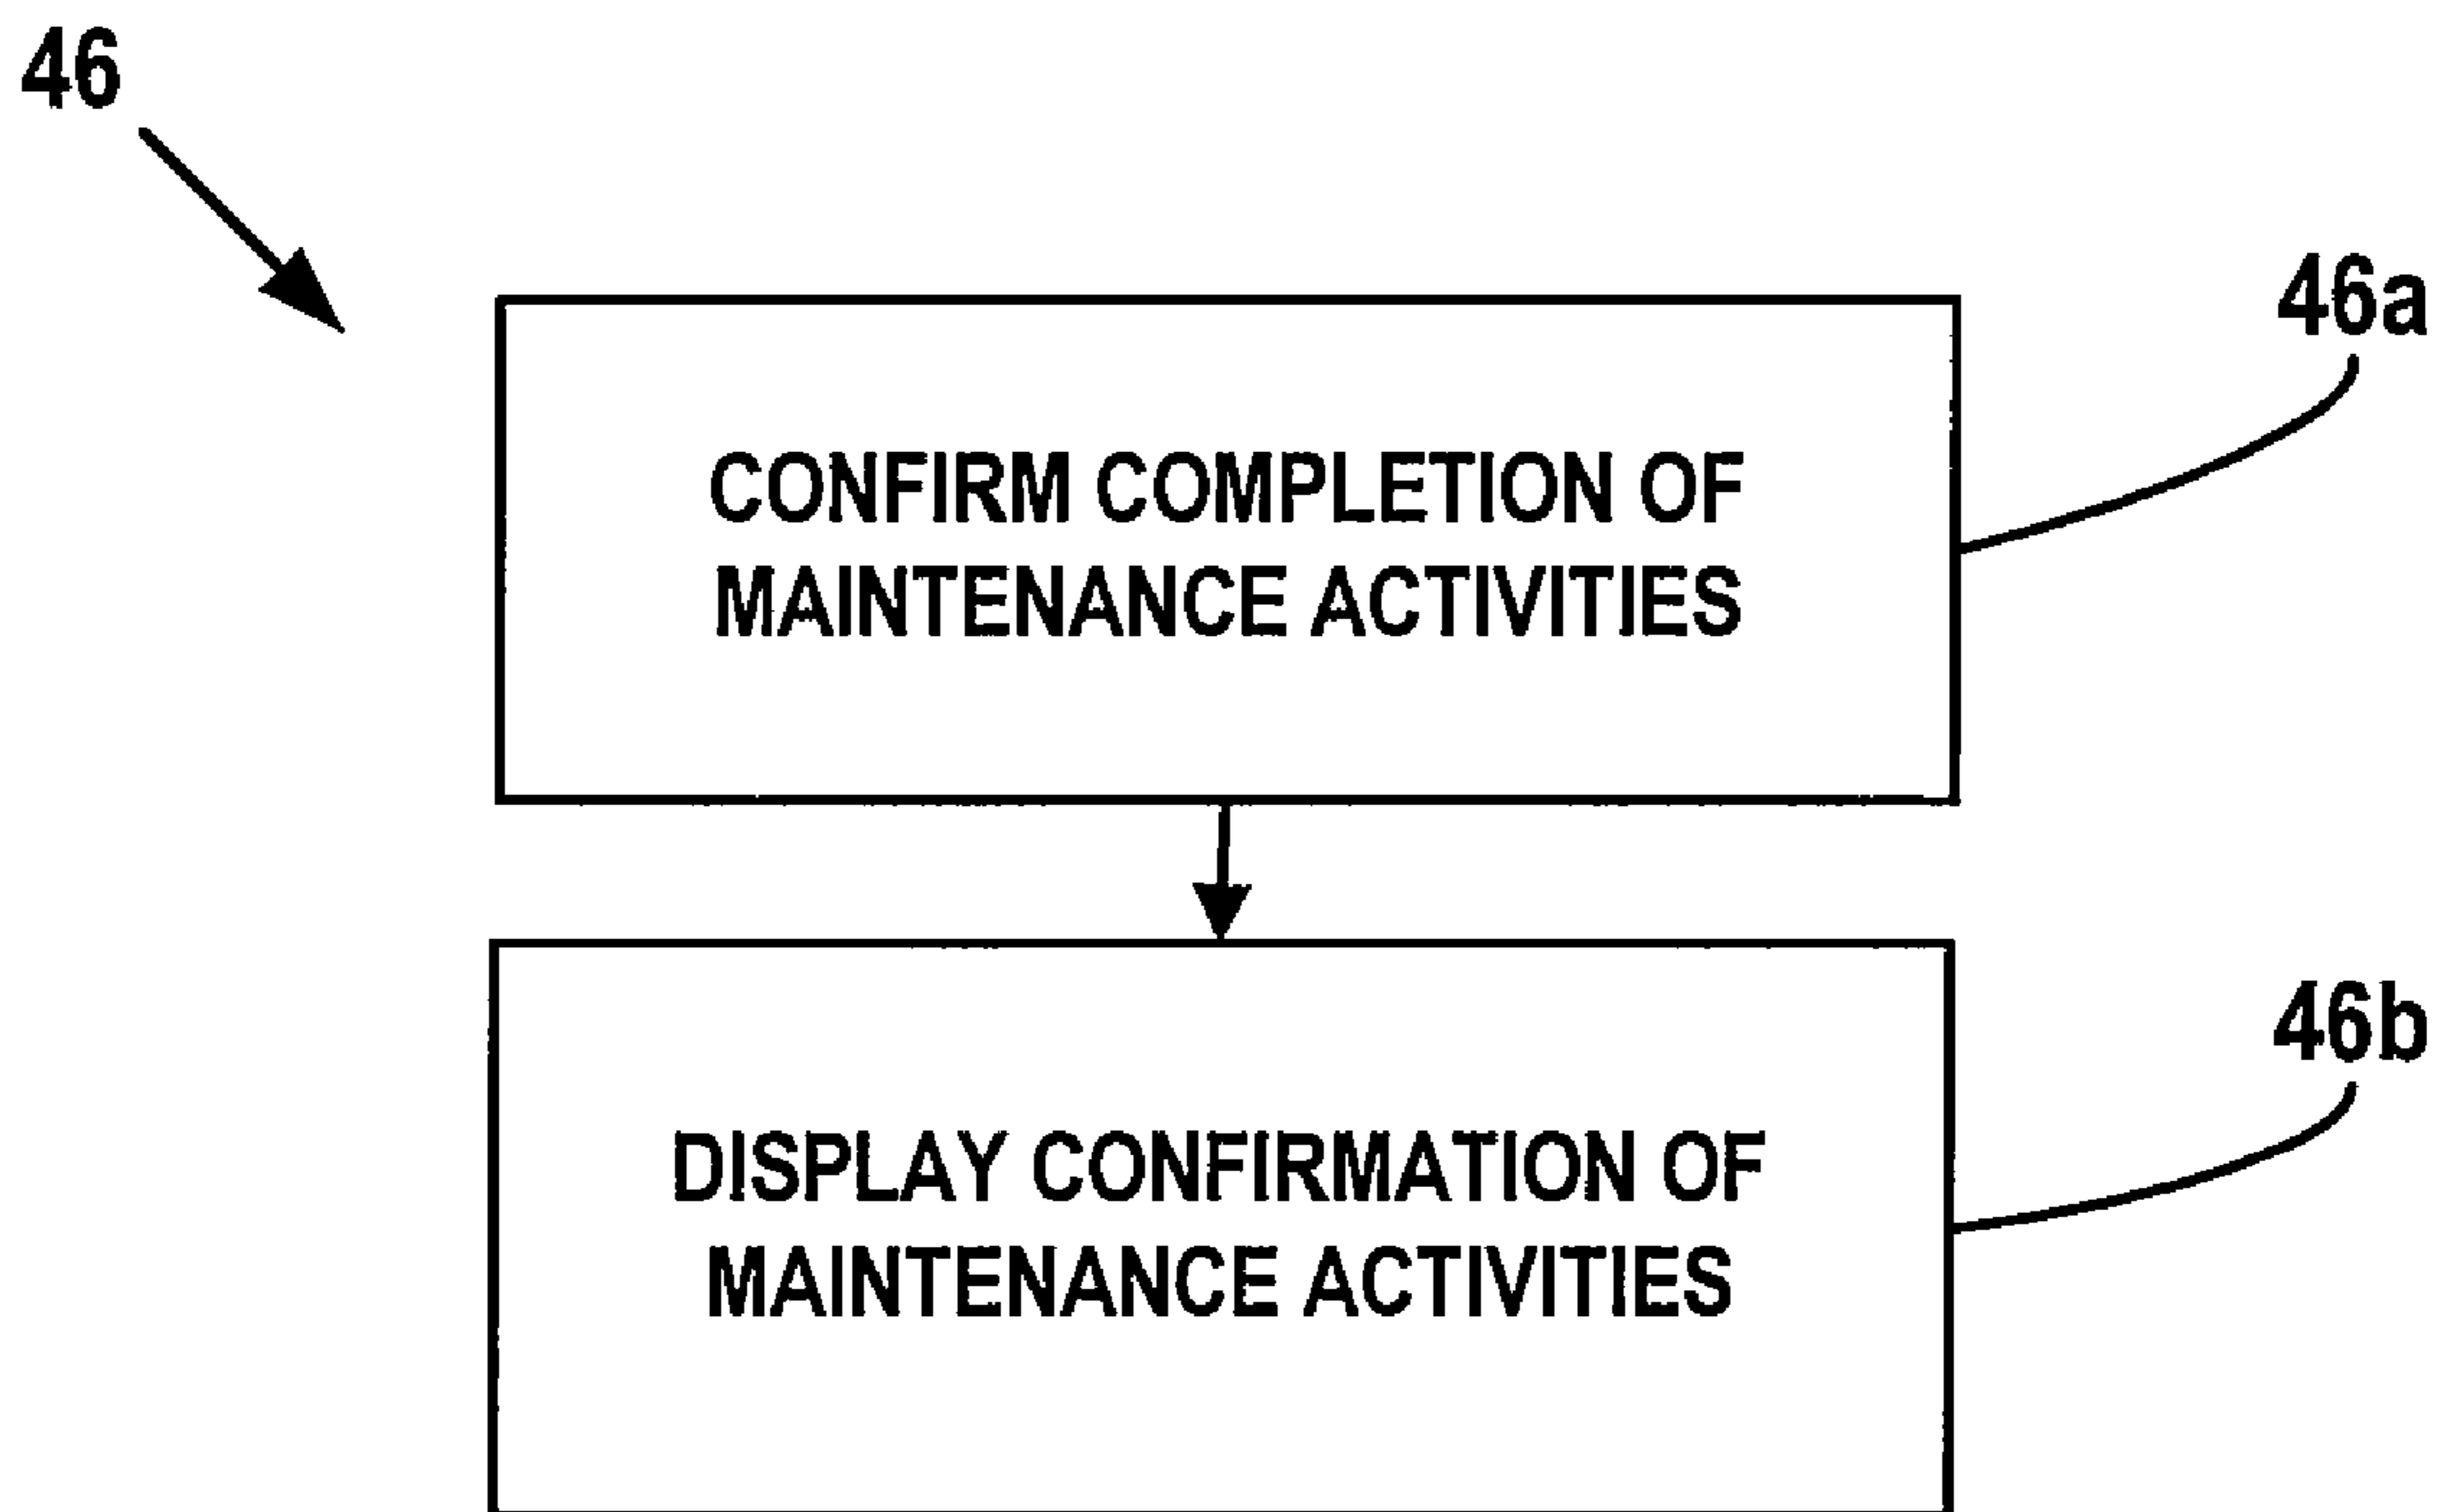 46
46a
CONFIRM COMPLETION OF
MAINTENANCE ACTIVITIES
46b
DISPLAY CONFIRMATION OF
MAINTENANCE ACTIVITIES